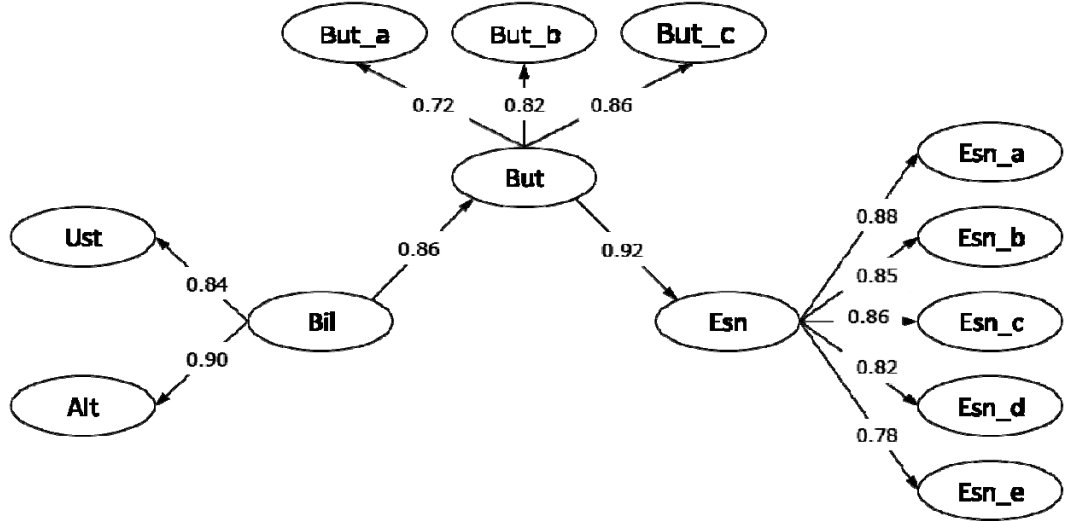 But_a
But_b
But_c
0.72
0.82
0.86
But
Esn_a
0.88
Ust
0.86
0.92
Esn_b
0.84
0.85
Bil
Esn
0.86
Esn_c
0.90
0.82
Alt
Esn_d
0.78
Esn_e